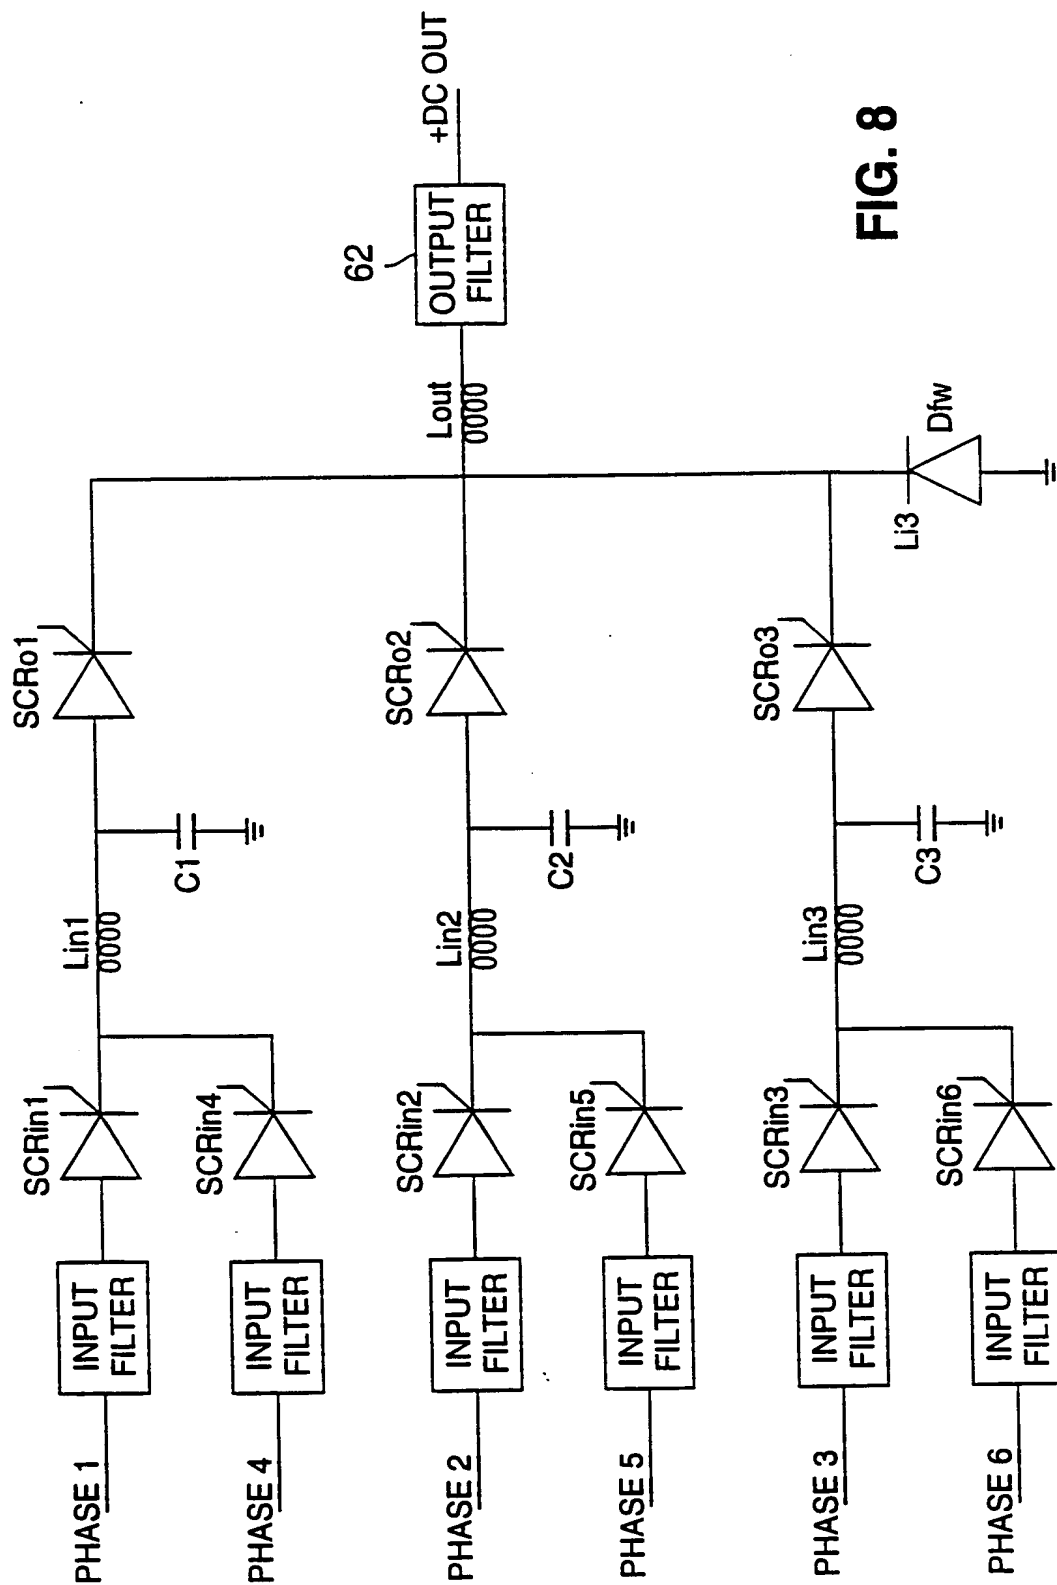 PHASE 1
INPUT
FILTER
SCRin1
Lin1
C1
SCRo1
PHASE 4
INPUT
FILTER
SCRin4
PHASE 2
INPUT
FILTER
SCRin2
Lin2
C2
SCRo2
Lout
62
OUTPUT
FILTER
+DC OUT
PHASE 5
INPUT
FILTER
SCRin5
PHASE 3
INPUT
FILTER
SCRin3
Lin3
C3
SCRo3
Li3
Dfw
PHASE 6
INPUT
FILTER
SCRin6
FIG. 8